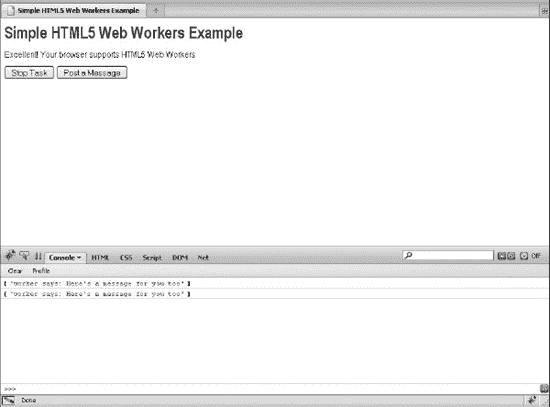 Simple HTML5 Web Workers Example
Simple HTML5 Web Workers Example
Excellent! Your browser supports HTML5 Web Workers
Stop Task Post a Message
Console HTML CSS Script DOM Net Off
Clear Profile
[ "worker says: Here's a message for you too" ]
[ "worker says: Here's a message for you too" ]
>>>
Done